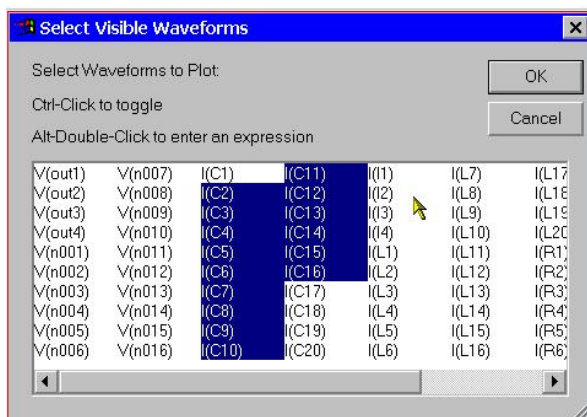 Select Visible Waveforms
Select Waveforms to Plot:
OK
Ctrl-Click to toggle
Cancel
Alt-Double-Click to enter an expression
V(out1) V(n007) I(C1) I(C11) I(I1) I(L7) I(L17
V(out2) V(n008) I(C2) I(C12) I(I2) I(L8) I(L18
V(out3) V(n009) I(C3) I(C13) I(I3) I(L9) I(L19
V(out4) V(n010) I(C4) I(C14) I(I4) I(L10) I(L20
V(n001) V(n011) I(C5) I(C15) I(L1) I(L11) I(R1)
V(n002) V(n012) I(C6) I(C16) I(L2) I(L12) I(R2)
V(n003) V(n013) I(C7) I(C17) I(L3) I(L13) I(R3)
V(n004) V(n014) I(C8) I(C18) I(L4) I(L14) I(R4)
V(n005) V(n015) I(C9) I(C19) I(L5) I(L15) I(R5)
V(n006) V(n016) I(C10) I(C20) I(L6) I(L16) I(R6)